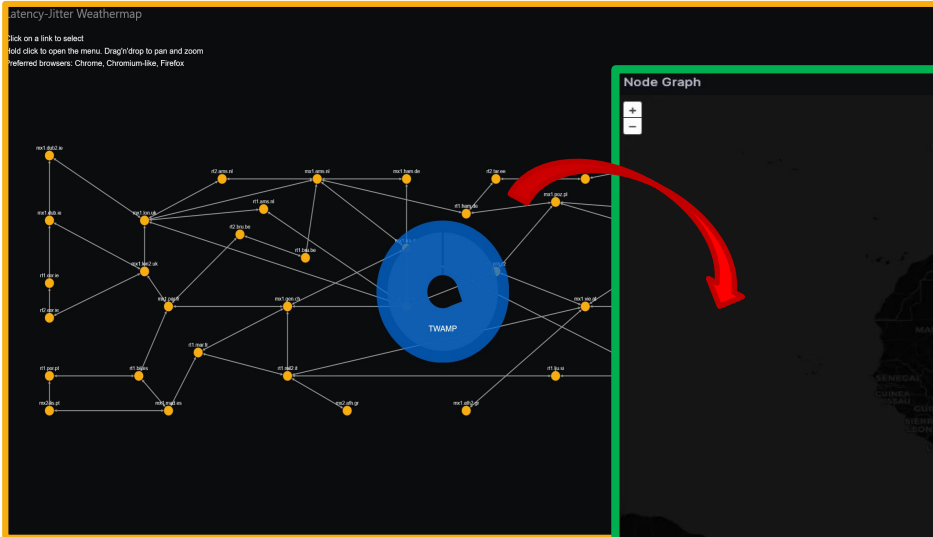 Latency-Jitter Weathermap
Click on a link to select
Hold click to open the menu. Drag'n'drop to pan and zoom
Preferred browsers: Chrome, Chromium-like, Firefox
Node Graph
+
−
mx1.dub2.ie
rt2.ams.nl
mx1.ams.nl
mx1.ham.de
rt2.tar.ee
mx1.poz.pl
mx1.dub.ie
mx1.lon.uk
rt1.ams.nl
rt1.ham.de
rt2.bru.be
rt1.bru.be
rt1.cor.ie
mx1.lon2.uk
rt2.cor.ie
mx1.par.fr
mx1.gen.ch
mx1.vie.at
TWAMP
rt1.mar.fr
rt1.por.pt
rt1.bil.es
rt1.mil2.it
rt1.lju.si
mx2.lis.pt
mx1.mad.es
mx2.ath.gr
mx1.ath2.gr
SENEGAL